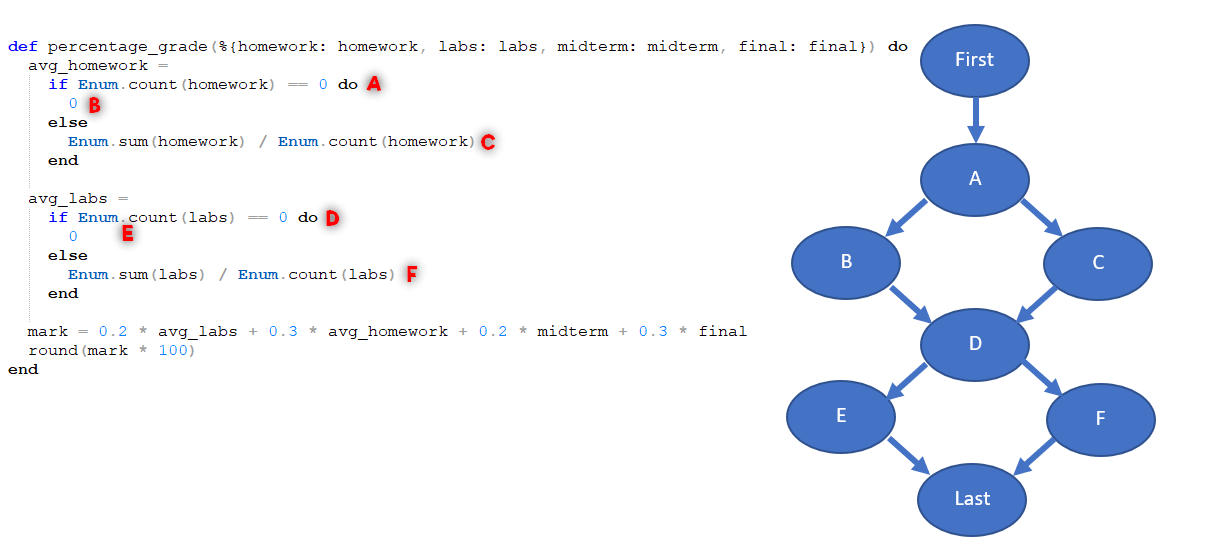 def percentage_grade(%{homework: homework, labs: labs, midterm: midterm, final: final}) do
avg_homework =
if Enum.count(homework) == 0 do A
0 B
else
Enum.sum(homework) / Enum.count(homework) C
end
avg_labs =
if Enum.count(labs) == 0 do D
0 E
else
Enum.sum(labs) / Enum.count(labs) F
end
mark = 0.2 * avg_labs + 0.3 * avg_homework + 0.2 * midterm + 0.3 * final
round(mark * 100)
end
First
A
B C
D
E F
Last